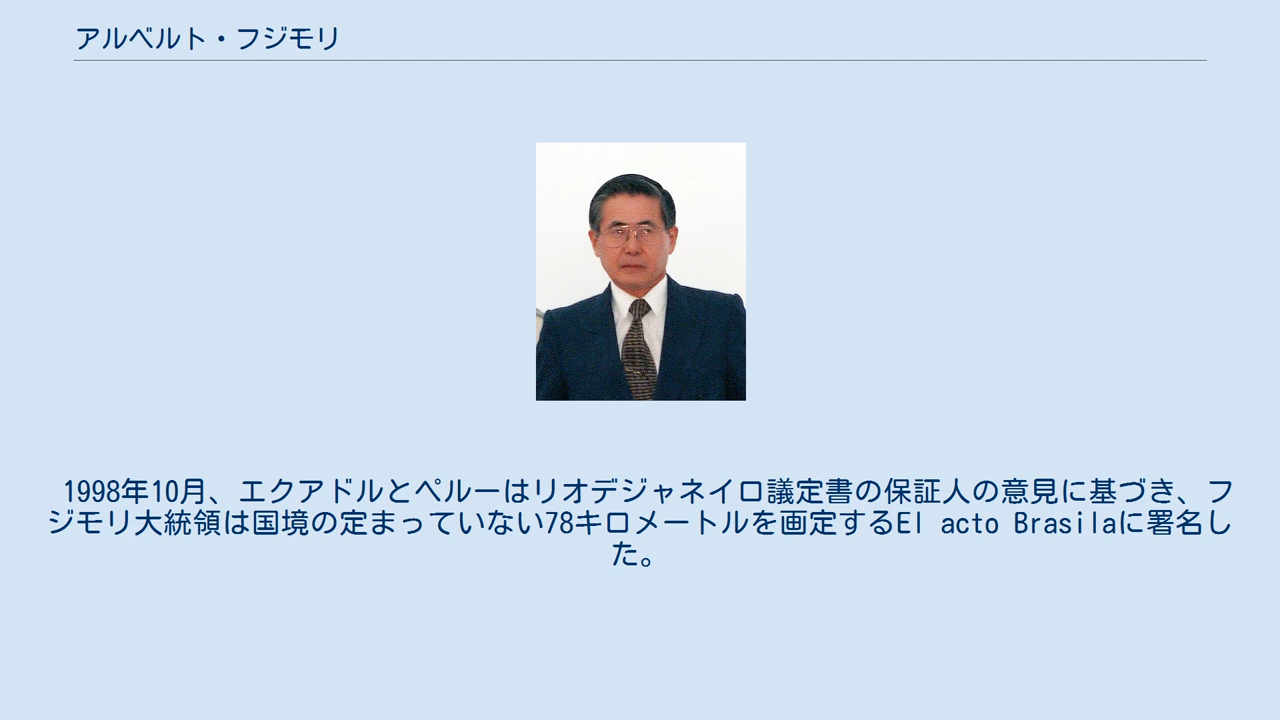 アルベルト・フジモリ
1998年10月、エクアドルとペルーはリオデジャネイロ議定書の保証人の意見に基づき、フ
ジモリ大統領は国境の定まっていない78キロメートルを画定するEl acto Brasilaに署名し
た。